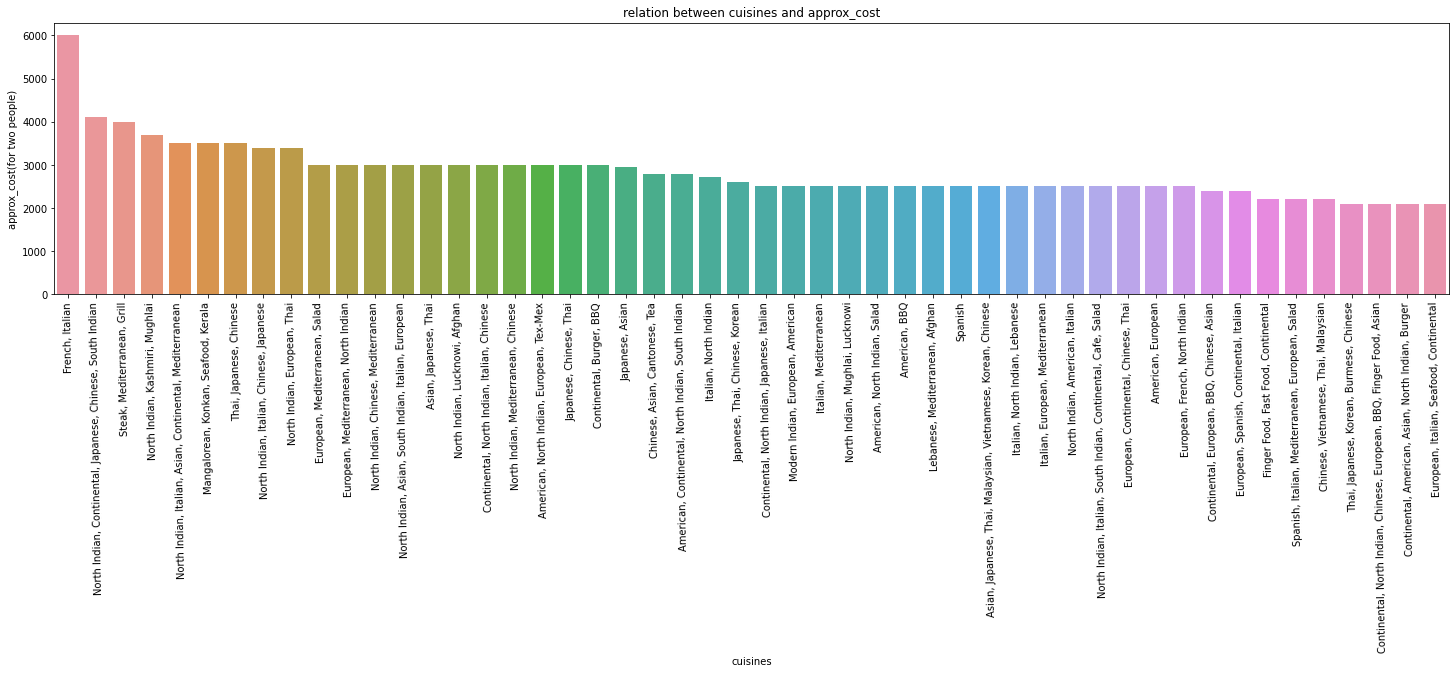 relation between cuisines and approx_cost
approx_cost(for two people)
6000
5000
4000
3000
2000
1000
0
French, Italian
North Indian, Continental, Japanese, Chinese, South Indian
Steak, Mediterranean, Grill
North Indian, Kashmiri, Mughlai
North Indian, Italian, Asian, Continental, Mediterranean
Mangalorean, Konkan, Seafood, Kerala
Thai, Japanese, Chinese
North Indian, Italian, Chinese, Japanese
North Indian, European, Thai
European, Mediterranean, Salad
European, Mediterranean, North Indian
North Indian, Chinese, Mediterranean
North Indian, Asian, South Indian, Italian, European
Asian, Japanese, Thai
North Indian, Lucknowi, Afghan
Continental, North Indian, Italian, Chinese
North Indian, Mediterranean, Chinese
American, North Indian, European, Tex-Mex
Japanese, Chinese, Thai
Continental, Burger, BBQ
Japanese, Asian
Chinese, Asian, Cantonese, Tea
American, Continental, North Indian, South Indian
Italian, North Indian
Japanese, Thai, Chinese, Korean
Continental, North Indian, Japanese, Italian
Modern Indian, European, American
Italian, Mediterranean
North Indian, Mughlai, Lucknowi
American, North Indian, Salad
American, BBQ
Lebanese, Mediterranean, Afghan
Spanish
Asian, Japanese, Thai, Malaysian, Vietnamese, Korean, Chinese
Italian, North Indian, Lebanese
Italian, European, Mediterranean
North Indian, American, Italian
North Indian, Italian, South Indian, Continental, Cafe, Salad
European, Continental, Chinese, Thai
American, European
European, French, North Indian
Continental, European, BBQ, Chinese, Asian
European, Spanish, Continental, Italian
Finger Food, Fast Food, Continental
Spanish, Italian, Mediterranean, European, Salad
Chinese, Vietnamese, Thai, Malaysian
Thai, Japanese, Korean, Burmese, Chinese
Continental, North Indian, Chinese, European, BBQ, Finger Food, Asian
Continental, American, Asian, North Indian, Burger
European, Italian, Seafood, Continental
cuisines